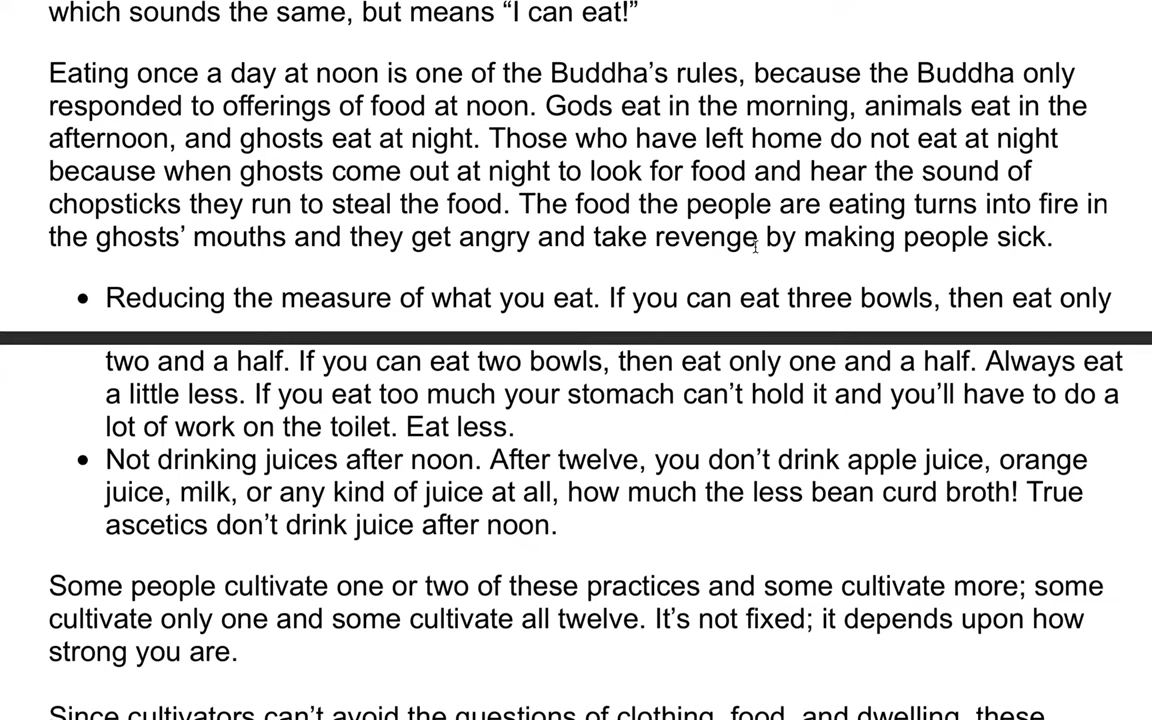 which sounds the same, but means “I can eat!”
Eating once a day at noon is one of the Buddha’s rules, because the Buddha only
responded to offerings of food at noon. Gods eat in the morning, animals eat in the
afternoon, and ghosts eat at night. Those who have left home do not eat at night
because when ghosts come out at night to look for food and hear the sound of
chopsticks they run to steal the food. The food the people are eating turns into fire in
the ghosts’ mouths and they get angry and take revenge by making people sick.
• Reducing the measure of what you eat. If you can eat three bowls, then eat only
two and a half. If you can eat two bowls, then eat only one and a half. Always eat
a little less. If you eat too much your stomach can’t hold it and you’ll have to do a
lot of work on the toilet. Eat less.
• Not drinking juices after noon. After twelve, you don’t drink apple juice, orange
juice, milk, or any kind of juice at all, how much the less bean curd broth! True
ascetics don’t drink juice after noon.
Some people cultivate one or two of these practices and some cultivate more; some
cultivate only one and some cultivate all twelve. It’s not fixed; it depends upon how
strong you are.
Since cultivators can’t avoid the questions of clothing, food, and dwelling, these